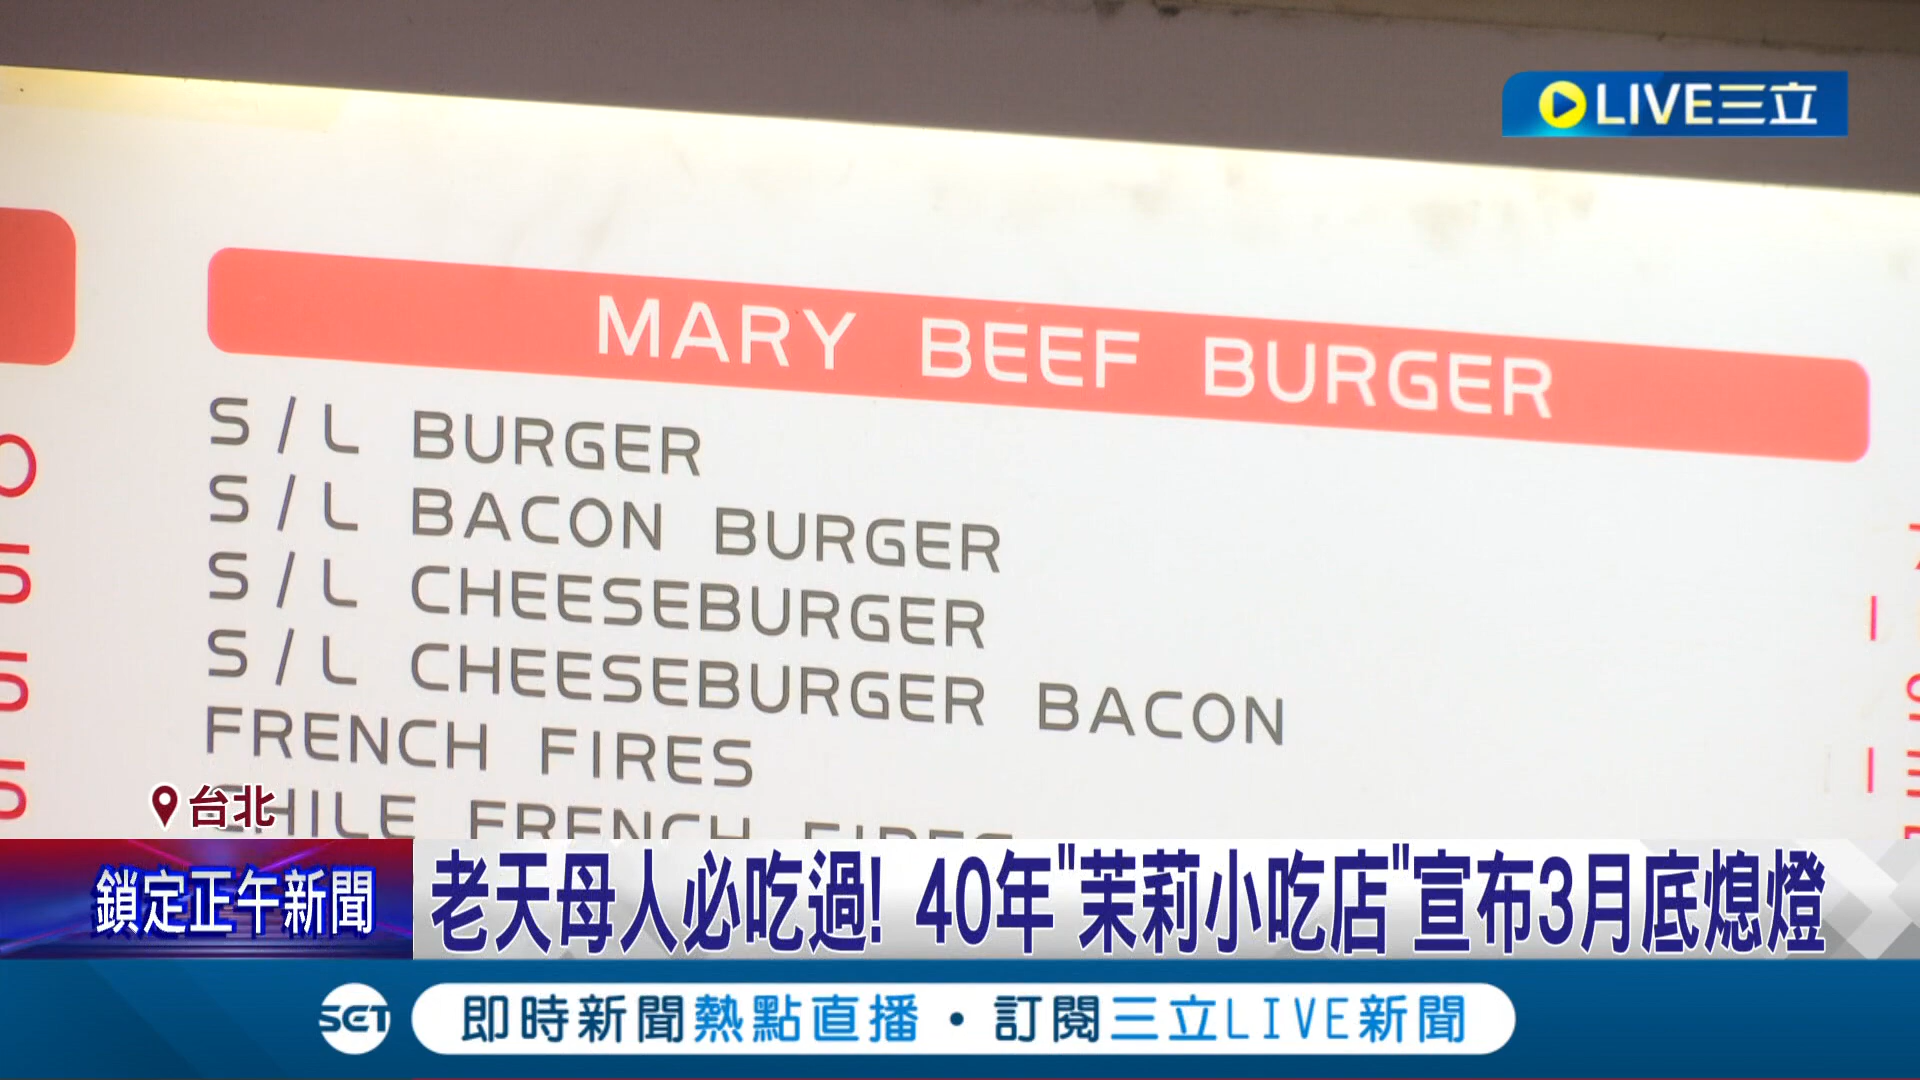 LIVE三立
MARY BEEF BURGER
S/L BURGER
S/L BACON BURGER
S/L CHEESEBURGER
S/L CHEESEBURGER BACON
FRENCH FIRES
CHILE FRENCH FIRES
台北
鎖定正午新聞
老天母人必吃過! 40年"茉莉小吃店"宣布3月底熄燈
SET 即時新聞熱點直播・訂閱三立LIVE新聞